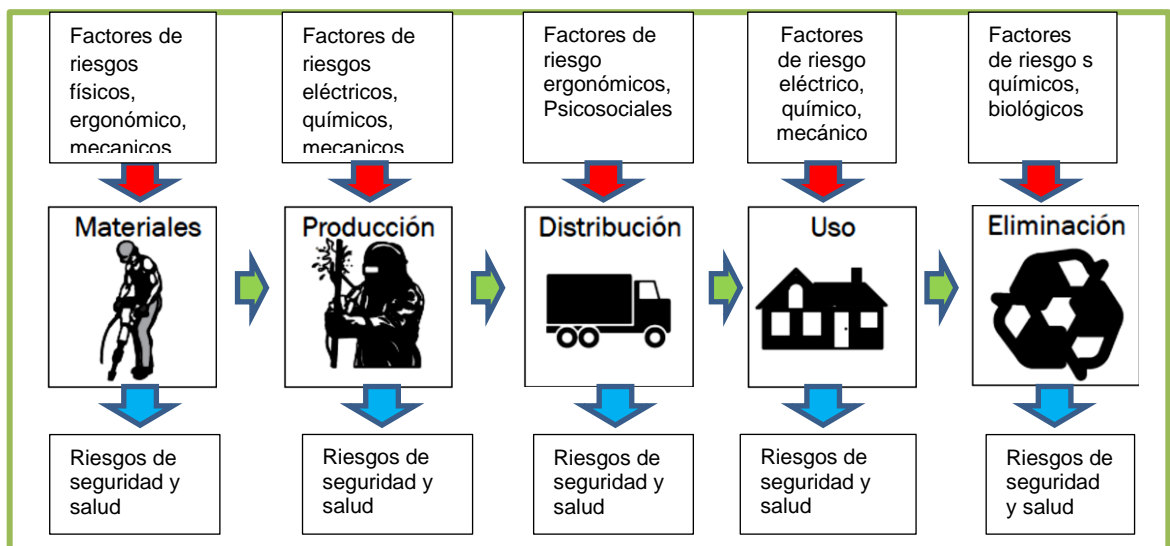 Factores de
riesgos
físicos,
ergonómico,
mecanicos
Factores de
riesgos
eléctricos,
químicos,
mecanicos
Factores de
riesgo
ergonómicos,
Psicosociales
Factores
de riesgo
eléctrico,
químico,
mecánico
Factores
de riesgo s
químicos,
biológicos
Materiales
Producción
Distribución
Uso
Eliminación
Riesgos de
seguridad y
salud
Riesgos de
seguridad y
salud
Riesgos de
seguridad y
salud
Riesgos de
seguridad y
salud
Riesgos de
seguridad
y salud